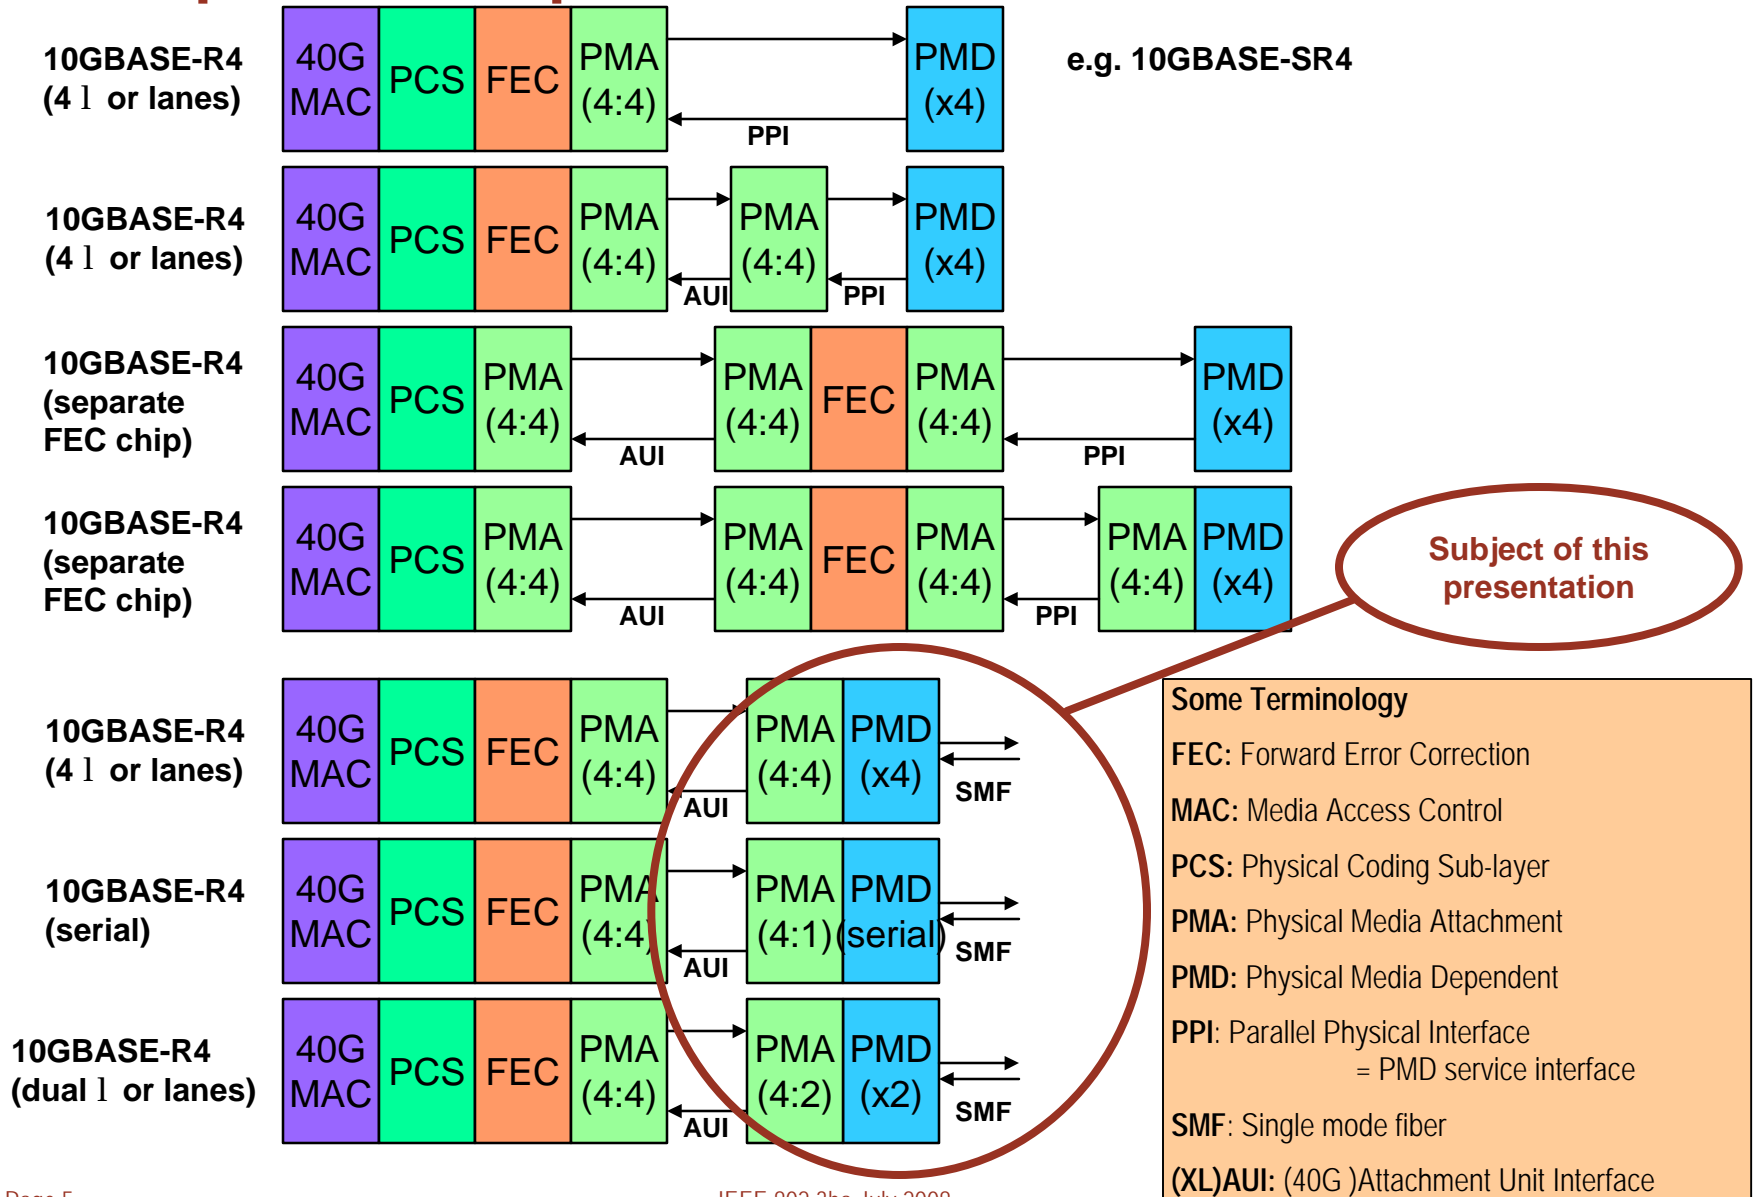 10GBASE-R4
(4 l or lanes)
40G
MAC
PCS
FEC
PMA
(4:4)
PPI
PMD
(x4)
e.g. 10GBASE-SR4
10GBASE-R4
(4 l or lanes)
40G
MAC
PCS
FEC
PMA
(4:4)
AUI
PMA
(4:4)
PPI
PMD
(x4)
10GBASE-R4
(separate
FEC chip)
40G
MAC
PCS
PMA
(4:4)
AUI
PMA
(4:4)
FEC
PMA
(4:4)
PPI
PMD
(x4)
10GBASE-R4
(separate
FEC chip)
40G
MAC
PCS
PMA
(4:4)
AUI
PMA
(4:4)
FEC
PMA
(4:4)
PPI
PMA
(4:4)
PMD
(x4)
Subject of this
presentation
10GBASE-R4
(4 l or lanes)
40G
MAC
PCS
FEC
PMA
(4:4)
AUI
PMA
(4:4)
PMD
(x4)
SMF
10GBASE-R4
(serial)
40G
MAC
PCS
FEC
PMA
(4:4)
AUI
PMA
(4:1)
PMD
(serial)
SMF
10GBASE-R4
(dual l or lanes)
40G
MAC
PCS
FEC
PMA
(4:4)
AUI
PMA
(4:2)
PMD
(x2)
SMF
Some Terminology
FEC: Forward Error Correction
MAC: Media Access Control
PCS: Physical Coding Sub-layer
PMA: Physical Media Attachment
PMD: Physical Media Dependent
PPI: Parallel Physical Interface
= PMD service interface
SMF: Single mode fiber
(XL)AUI: (40G )Attachment Unit Interface